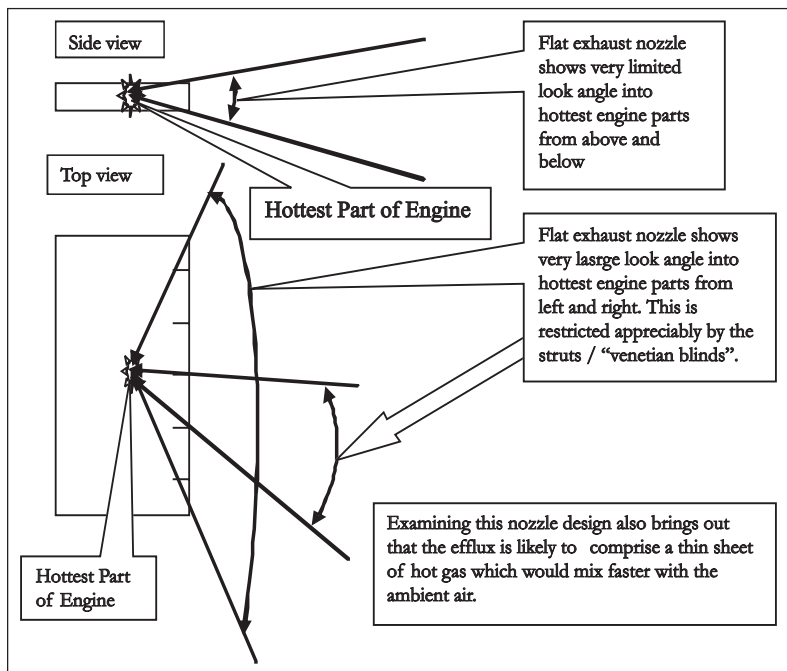 Side view
Flat exhaust nozzle
shows very limited
look angle into
hottest engine parts
from above and
below
Top view
Hottest Part of Engine
Flat exhaust nozzle shows
very lasrge look angle into
hottest engine parts from
left and right. This is
restricted appreciably by the
struts / “venetian blinds”.
Examining this nozzle design also brings out
that the efflux is likely to comprise a thin sheet
of hot gas which would mix faster with the
ambient air.
Hottest Part
of Engine